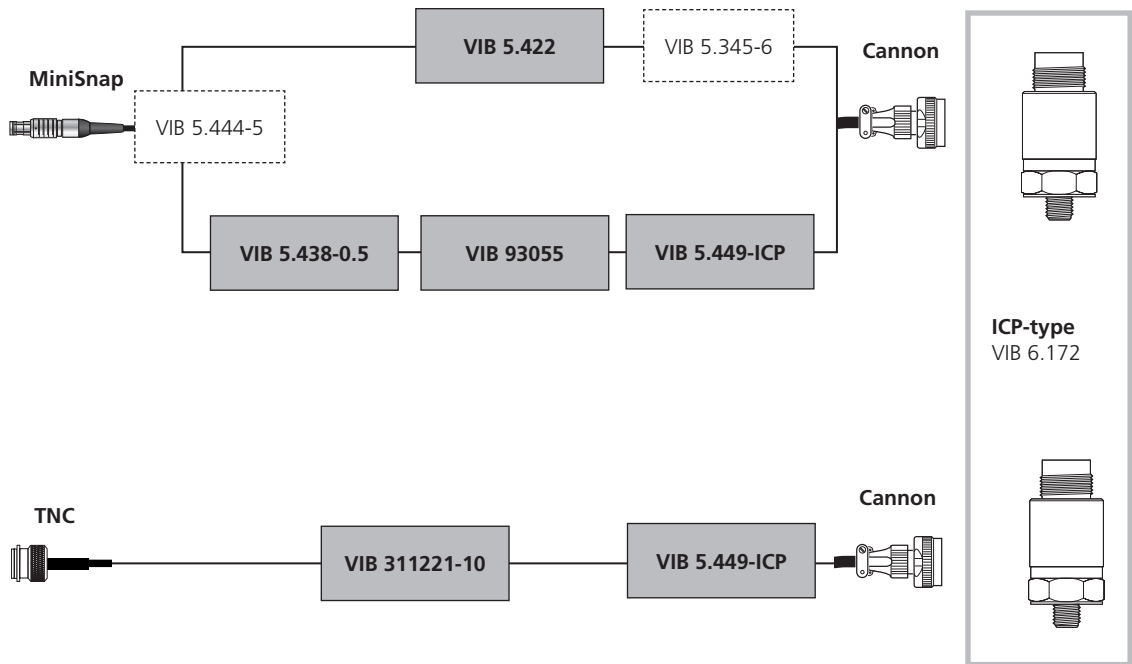 VIB 5.422
VIB 5.345-6
Cannon
MiniSnap
VIB 5.444-5
VIB 5.438-0.5
VIB 93055
VIB 5.449-ICP
ICP-type
VIB 6.172
TNC
Cannon
VIB 311221-10
VIB 5.449-ICP